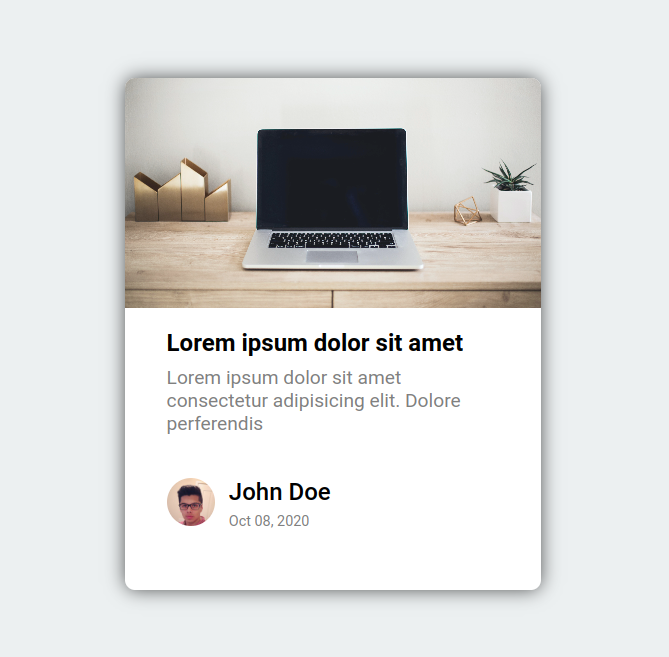 Lorem ipsum dolor sit amet
Lorem ipsum dolor sit amet
consectetur adipisicing elit. Dolore
perferendis
John Doe
Oct 08, 2020